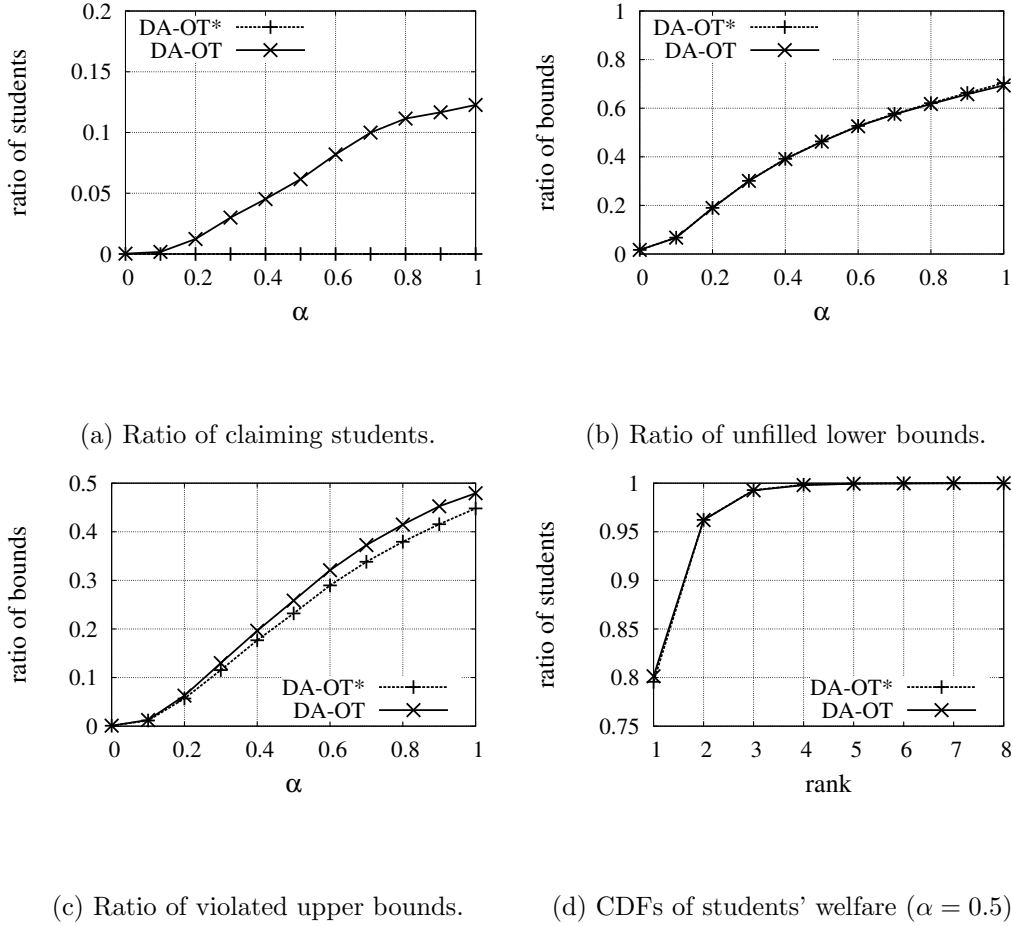 ratio of students
0.2
0.15
0.1
0.05
0
DA-OT*
DA-OT
0 0.2 0.4 0.6 0.8 1
α
(a) Ratio of claiming students.
ratio of bounds
1
0.8
0.6
0.4
0.2
0
DA-OT*
DA-OT
0 0.2 0.4 0.6 0.8 1
α
(b) Ratio of unfilled lower bounds.
ratio of bounds
0.5
0.4
0.3
0.2
0.1
0
DA-OT*
DA-OT
0 0.2 0.4 0.6 0.8 1
α
(c) Ratio of violated upper bounds.
ratio of students
1
0.95
0.9
0.85
0.8
0.75
DA-OT*
DA-OT
1 2 3 4 5 6 7 8
rank
(d) CDFs of students' welfare (α = 0.5)